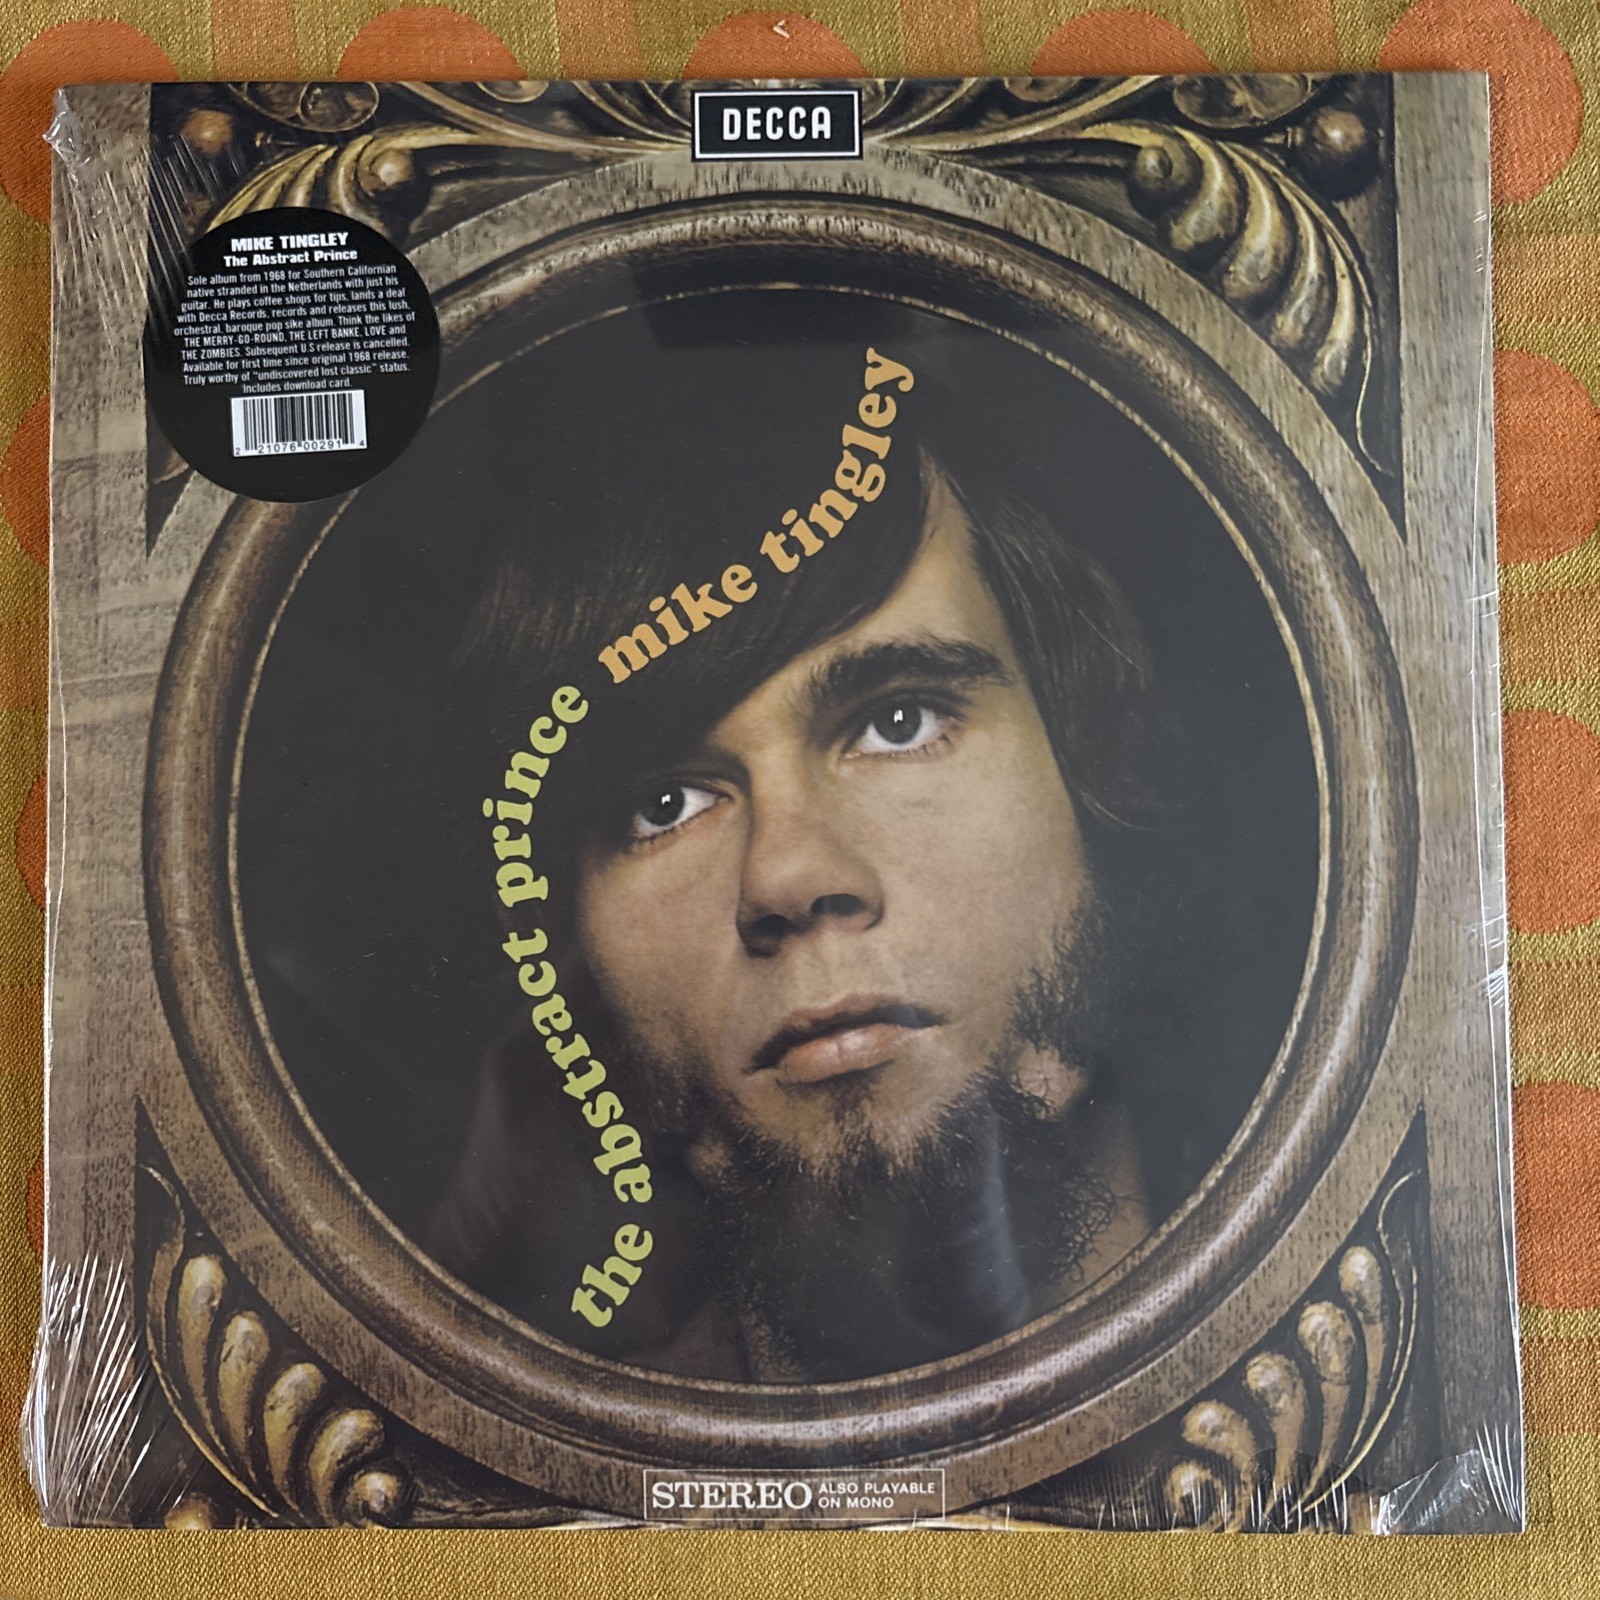 DECCA
MIKE TINGLEY
The Abstract Prince
Sole album from 1968 for Southern Californian
native stranded in the Netherlands with just his
guitar. He plays coffee shops for tips, lands a deal
with Decca Records, records and releases this lush,
orchestral, baroque pop sike album. Think the likes of
THE MERRY-GO-ROUND, THE LEFT BANKE, LOVE and
THE ZOMBIES. Subsequent U.S release is cancelled.
Available for first time since original 1968 release.
Truly worthy of "undiscovered lost classic" status.
Includes download card.
2 21076 00291 4
the abstract prince mike tingley
STEREO
ALSO PLAYABLE
ON MONO